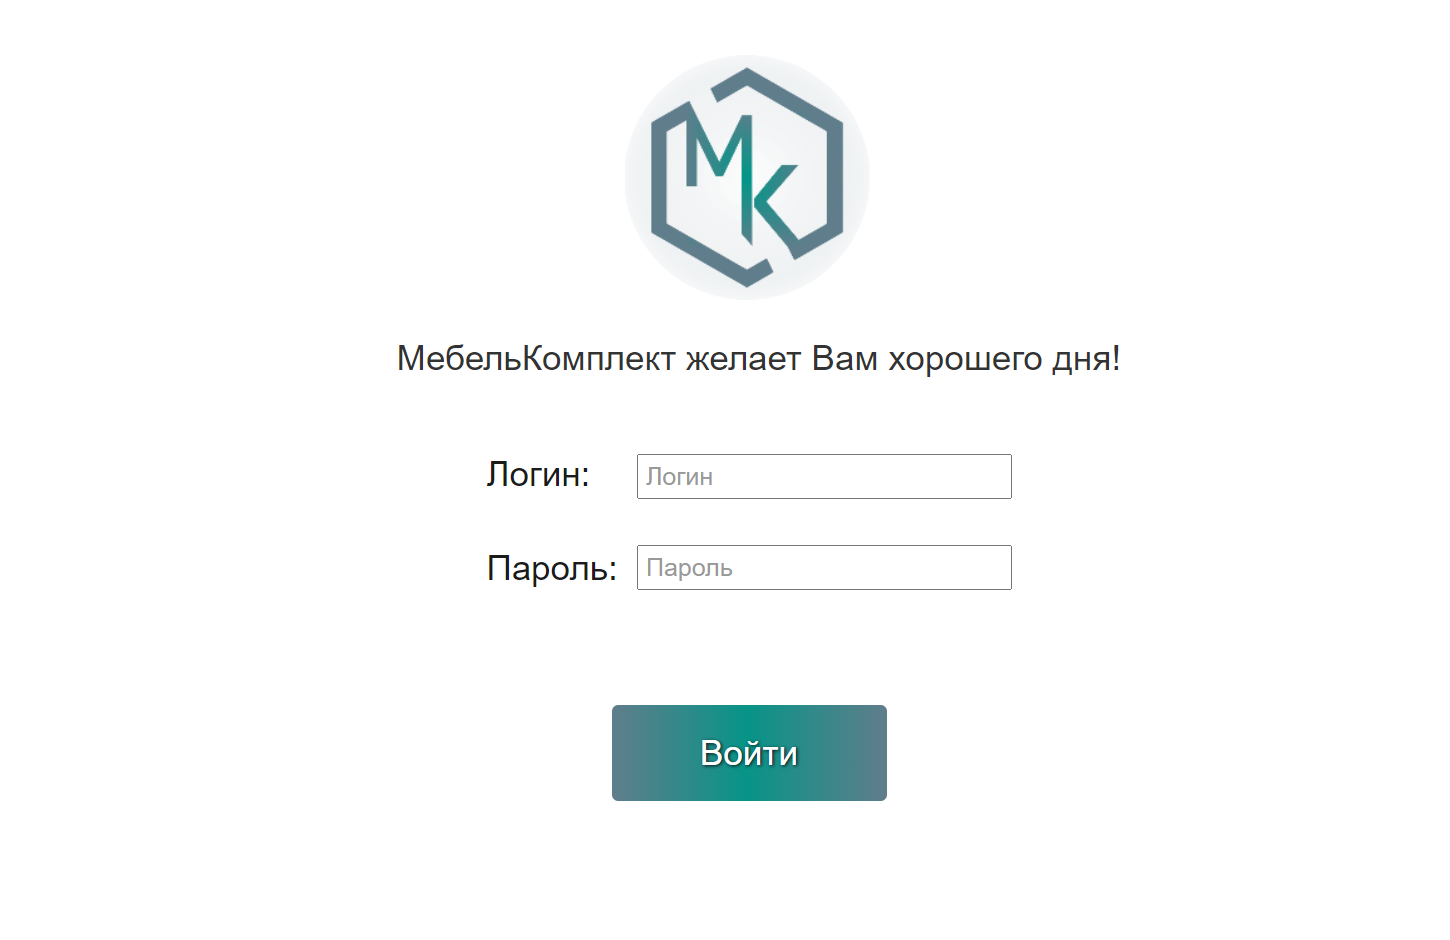 МК
МебельКомплект желает Вам хорошего дня!
Логин: Логин
Пароль: Пароль
Войти